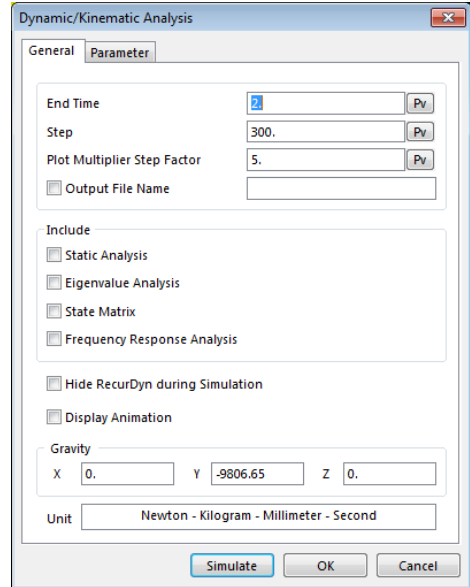 Dynamic/Kinematic Analysis
General Parameter
End Time 2. Pv
Step 300. Pv
Plot Multiplier Step Factor 5. Pv
Output File Name
Include
Static Analysis
Eigenvalue Analysis
State Matrix
Frequency Response Analysis
Hide RecurDyn during Simulation
Display Animation
Gravity
X 0. Y -9806.65 Z 0.
Unit Newton - Kilogram - Millimeter - Second
Simulate OK Cancel